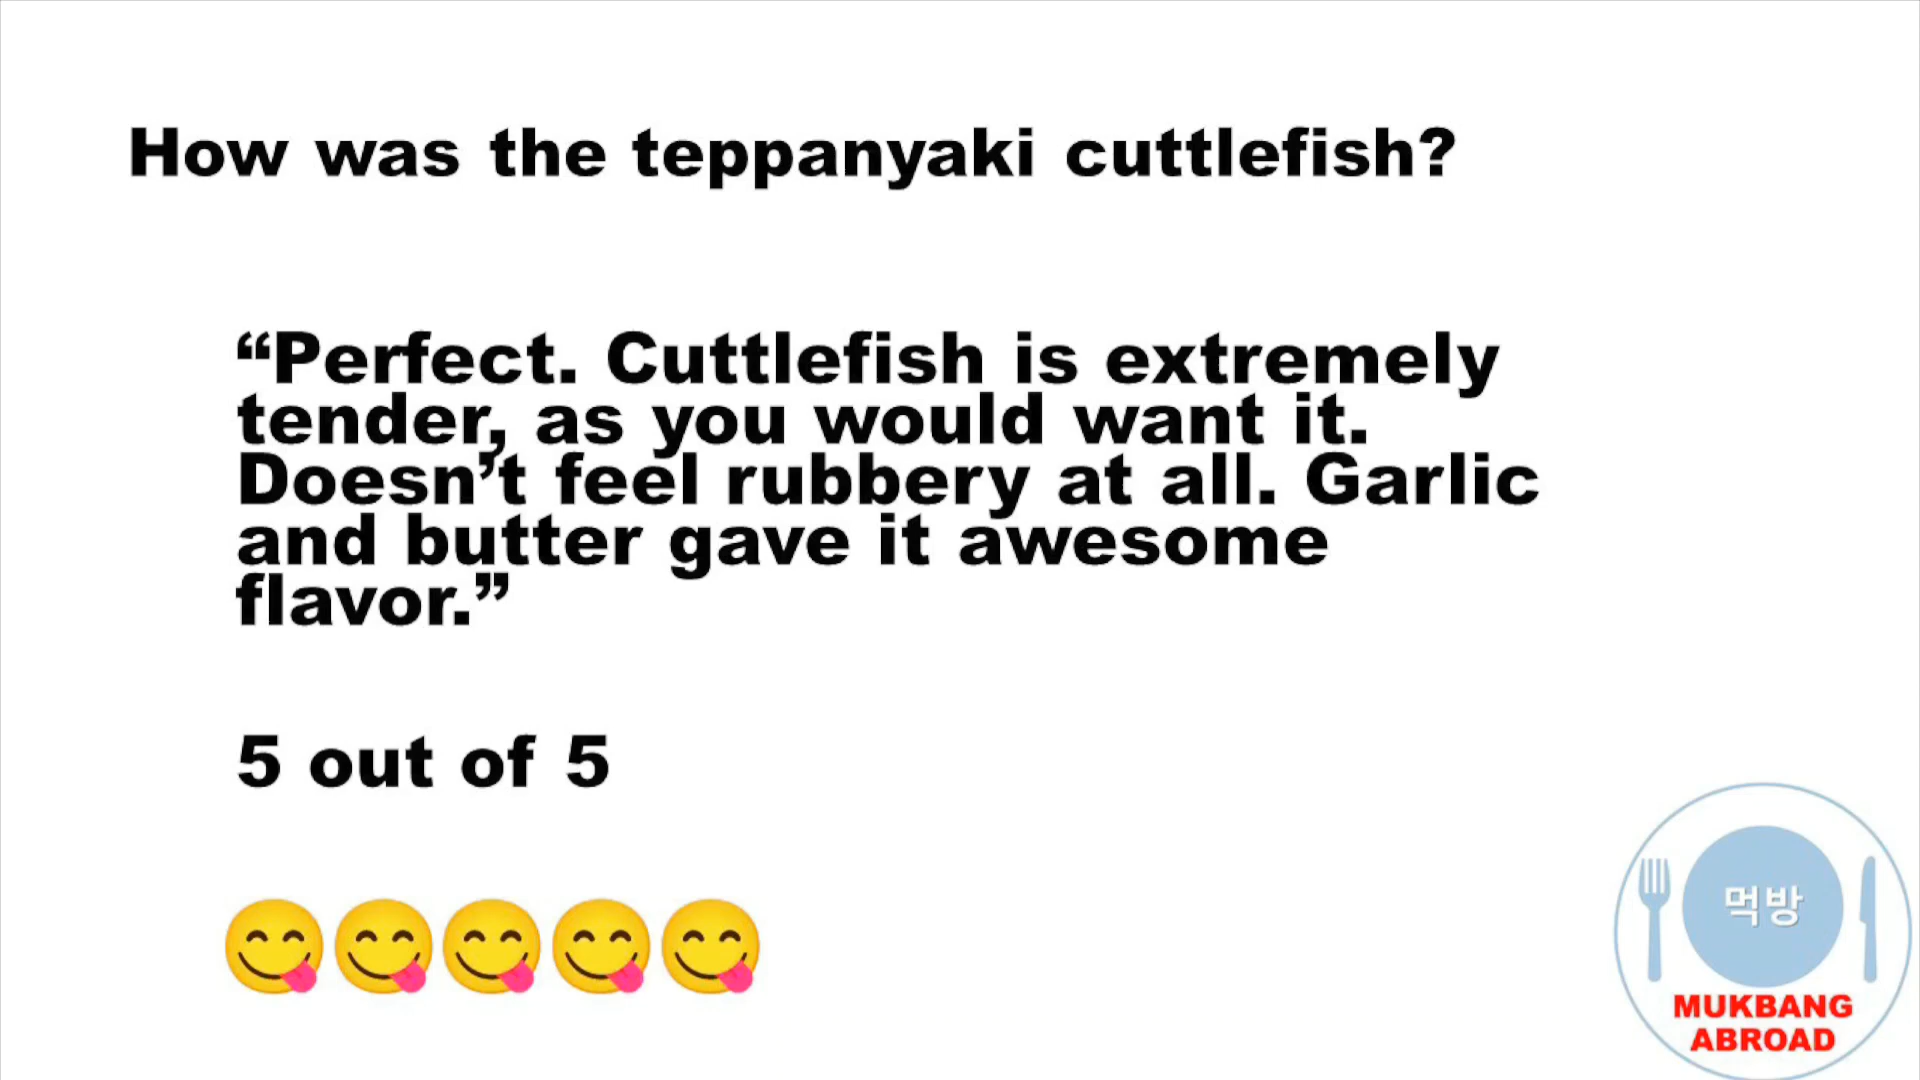 How was the teppanyaki cuttlefish?
“Perfect. Cuttlefish is extremely
tender, as you would want it.
Doesn’t feel rubbery at all. Garlic
and butter gave it awesome
flavor.”
5 out of 5
먹방
MUKBANG
ABROAD